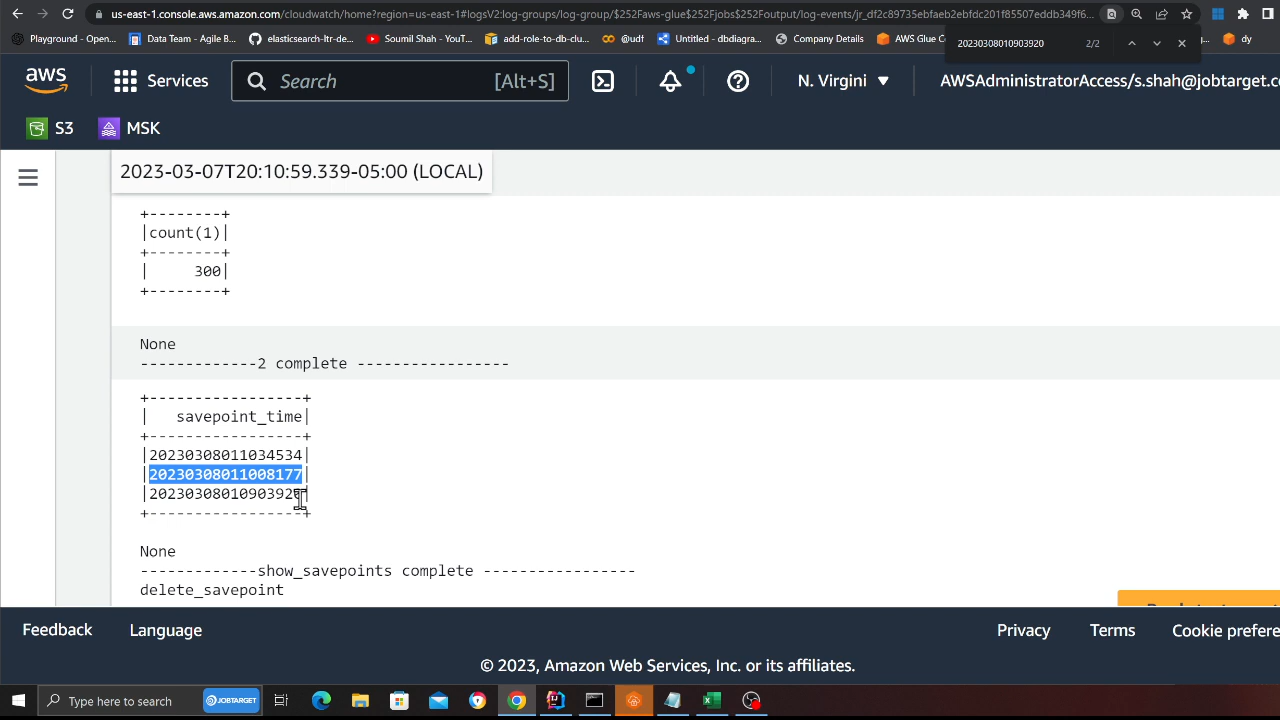 us-east-1.console.aws.amazon.com/cloudwatch/home?region=us-east-1#logsV2:log-groups/log-group/$252Faws-glue$252Fjobs$252Foutput/log-events/jr_df2c89735ebfaeb2ebfdc201f85507eddb349f6...
Playground - Open...
Data Team - Agile B...
elasticsearch-ltr-de...
Soumil Shah - YouT...
add-role-to-db-clu...
@udf
Untitled - dbdiagra...
Company Details
AWS Glue C
dy
20230308010903920
2/2
aws
Services
Search
[Alt+S]
N. Virgini
AWSAdministratorAccess/s.shah@jobtarget.c
S3
MSK
2023-03-07T20:10:59.339-05:00 (LOCAL)
+--------+
|count(1)|
+--------+
|     300|
+--------+
None
-------------2 complete -----------------
+-----------------+
|   savepoint_time|
+-----------------+
|20230308011034534|
|20230308011008177|
|20230308010903920|
+-----------------+
None
-------------show_savepoints complete -----------------
delete_savepoint
Feedback
Language
Privacy
Terms
Cookie prefere
© 2023, Amazon Web Services, Inc. or its affiliates.
Type here to search
JOBTARGET